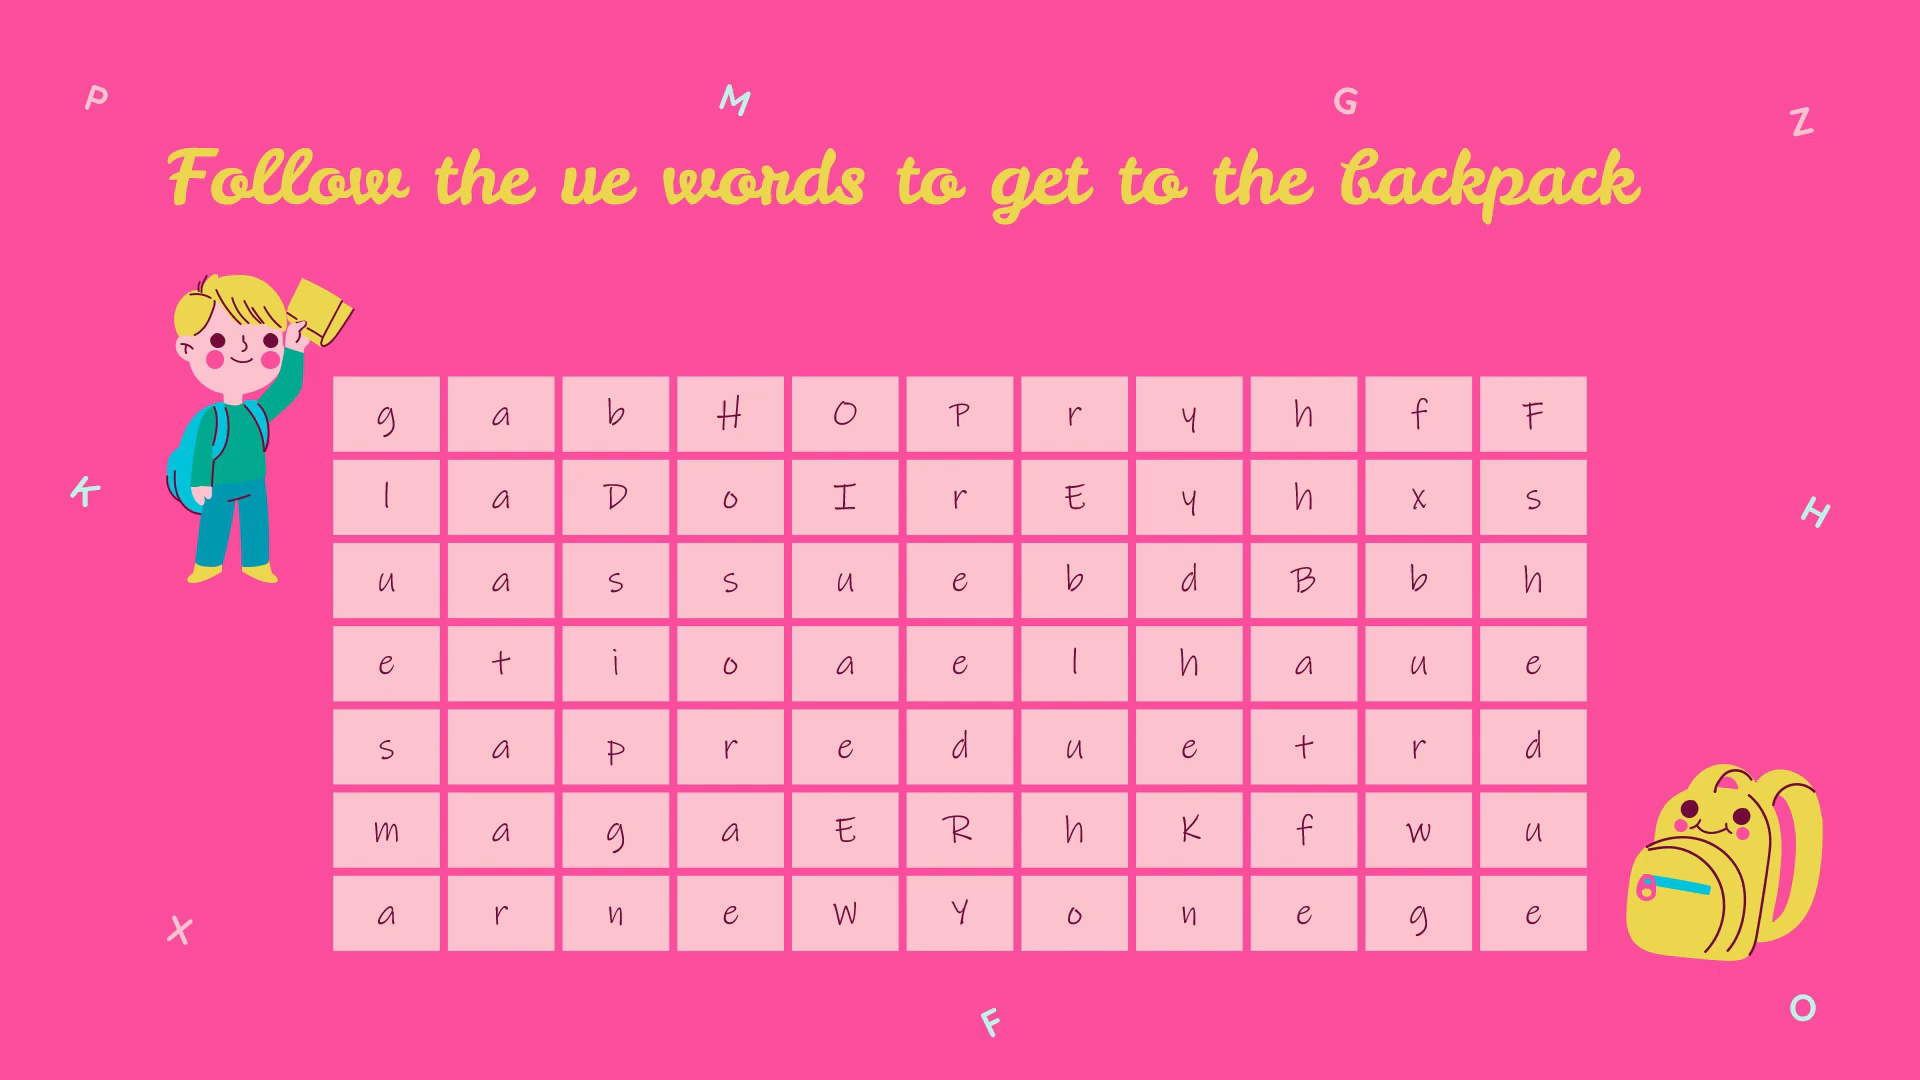 P M G Z
Follow the ue words to get to the backpack
g a b H O P r y h f F
l a D o I r E y h x s
u a s s u e b d B b h
K H
e t i o a e l h a u e
s a p r e d u e t r d
m a g a E R h K f w u
a r n e W Y o n e g e
X
F O